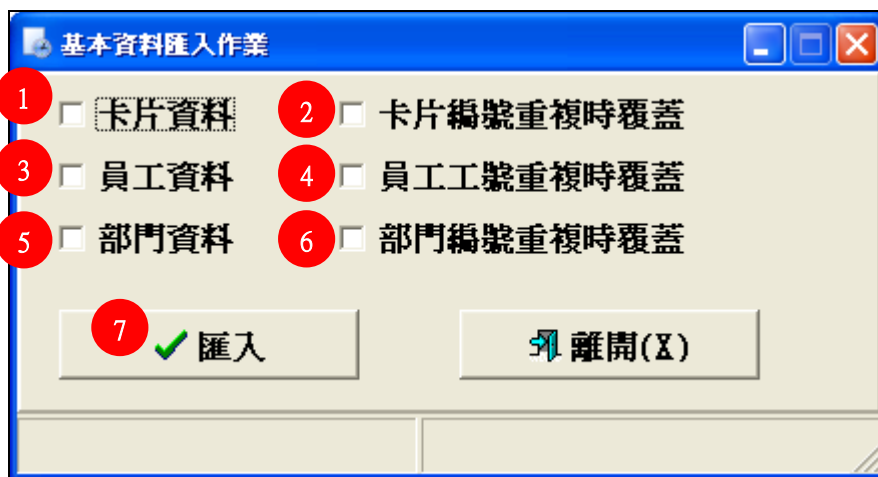 基本資料匯入作業
1 卡片資料 2 卡片編號重複時覆蓋
3 員工資料 4 員工工號重複時覆蓋
5 部門資料 6 部門編號重複時覆蓋
7 匯入 離開(X)